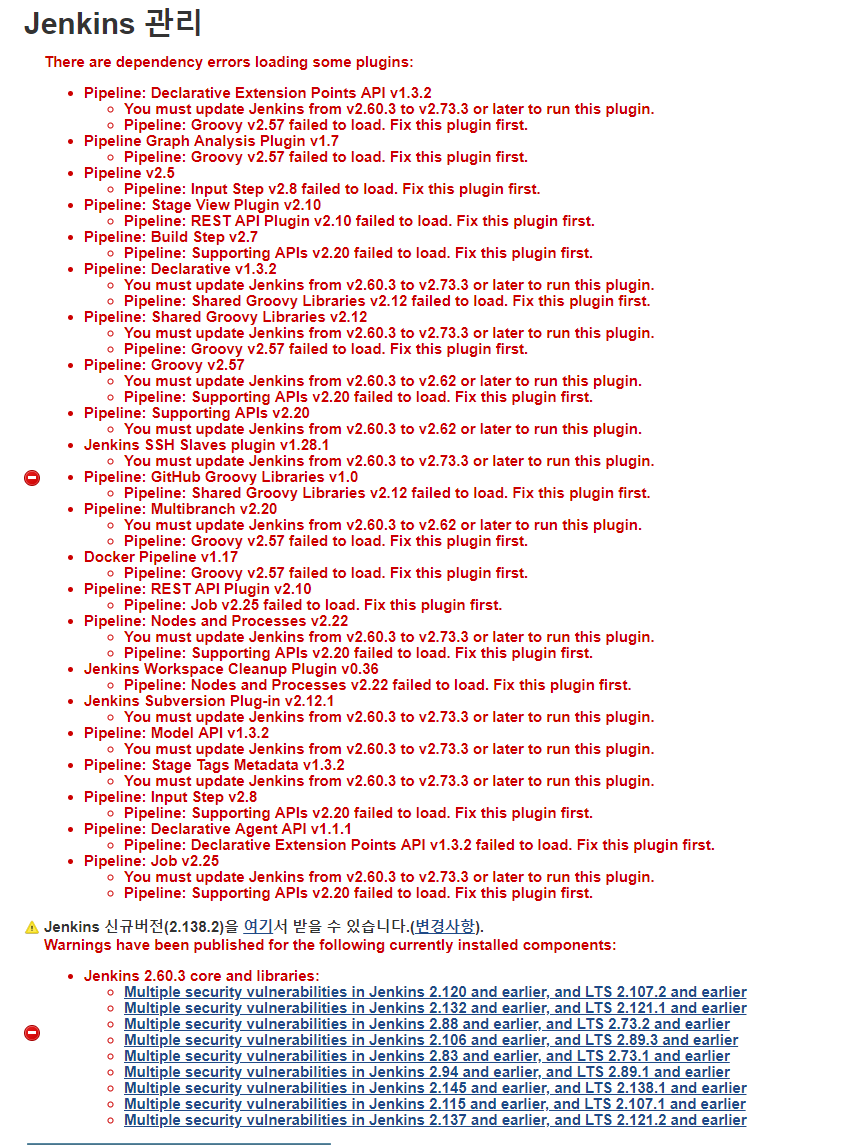 Jenkins 관리
There are dependency errors loading some plugins:
Pipeline: Declarative Extension Points API v1.3.2
You must update Jenkins from v2.60.3 to v2.73.3 or later to run this plugin.
Pipeline: Groovy v2.57 failed to load. Fix this plugin first.
Pipeline Graph Analysis Plugin v1.7
Pipeline: Groovy v2.57 failed to load. Fix this plugin first.
Pipeline v2.5
Pipeline: Input Step v2.8 failed to load. Fix this plugin first.
Pipeline: Stage View Plugin v2.10
Pipeline: REST API Plugin v2.10 failed to load. Fix this plugin first.
Pipeline: Build Step v2.7
Pipeline: Supporting APIs v2.20 failed to load. Fix this plugin first.
Pipeline: Declarative v1.3.2
You must update Jenkins from v2.60.3 to v2.73.3 or later to run this plugin.
Pipeline: Shared Groovy Libraries v2.12 failed to load. Fix this plugin first.
Pipeline: Shared Groovy Libraries v2.12
You must update Jenkins from v2.60.3 to v2.73.3 or later to run this plugin.
Pipeline: Groovy v2.57 failed to load. Fix this plugin first.
Pipeline: Groovy v2.57
You must update Jenkins from v2.60.3 to v2.62 or later to run this plugin.
Pipeline: Supporting APIs v2.20 failed to load. Fix this plugin first.
Pipeline: Supporting APIs v2.20
You must update Jenkins from v2.60.3 to v2.62 or later to run this plugin.
Jenkins SSH Slaves plugin v1.28.1
You must update Jenkins from v2.60.3 to v2.73.3 or later to run this plugin.
Pipeline: GitHub Groovy Libraries v1.0
Pipeline: Shared Groovy Libraries v2.12 failed to load. Fix this plugin first.
Pipeline: Multibranch v2.20
You must update Jenkins from v2.60.3 to v2.62 or later to run this plugin.
Pipeline: Groovy v2.57 failed to load. Fix this plugin first.
Docker Pipeline v1.17
Pipeline: Groovy v2.57 failed to load. Fix this plugin first.
Pipeline: REST API Plugin v2.10
Pipeline: Job v2.25 failed to load. Fix this plugin first.
Pipeline: Nodes and Processes v2.22
You must update Jenkins from v2.60.3 to v2.73.3 or later to run this plugin.
Pipeline: Supporting APIs v2.20 failed to load. Fix this plugin first.
Jenkins Workspace Cleanup Plugin v0.36
Pipeline: Nodes and Processes v2.22 failed to load. Fix this plugin first.
Jenkins Subversion Plug-in v2.12.1
You must update Jenkins from v2.60.3 to v2.73.3 or later to run this plugin.
Pipeline: Model API v1.3.2
You must update Jenkins from v2.60.3 to v2.73.3 or later to run this plugin.
Pipeline: Stage Tags Metadata v1.3.2
You must update Jenkins from v2.60.3 to v2.73.3 or later to run this plugin.
Pipeline: Input Step v2.8
Pipeline: Supporting APIs v2.20 failed to load. Fix this plugin first.
Pipeline: Declarative Agent API v1.1.1
Pipeline: Declarative Extension Points API v1.3.2 failed to load. Fix this plugin first.
Pipeline: Job v2.25
You must update Jenkins from v2.60.3 to v2.73.3 or later to run this plugin.
Pipeline: Supporting APIs v2.20 failed to load. Fix this plugin first.
Jenkins 신규버전(2.138.2)을 여기서 받을 수 있습니다.(변경사항).
Warnings have been published for the following currently installed components:
Jenkins 2.60.3 core and libraries:
Multiple security vulnerabilities in Jenkins 2.120 and earlier, and LTS 2.107.2 and earlier
Multiple security vulnerabilities in Jenkins 2.132 and earlier, and LTS 2.121.1 and earlier
Multiple security vulnerabilities in Jenkins 2.88 and earlier, and LTS 2.73.2 and earlier
Multiple security vulnerabilities in Jenkins 2.106 and earlier, and LTS 2.89.3 and earlier
Multiple security vulnerabilities in Jenkins 2.83 and earlier, and LTS 2.73.1 and earlier
Multiple security vulnerabilities in Jenkins 2.94 and earlier, and LTS 2.89.1 and earlier
Multiple security vulnerabilities in Jenkins 2.145 and earlier, and LTS 2.138.1 and earlier
Multiple security vulnerabilities in Jenkins 2.115 and earlier, and LTS 2.107.1 and earlier
Multiple security vulnerabilities in Jenkins 2.137 and earlier, and LTS 2.121.2 and earlier